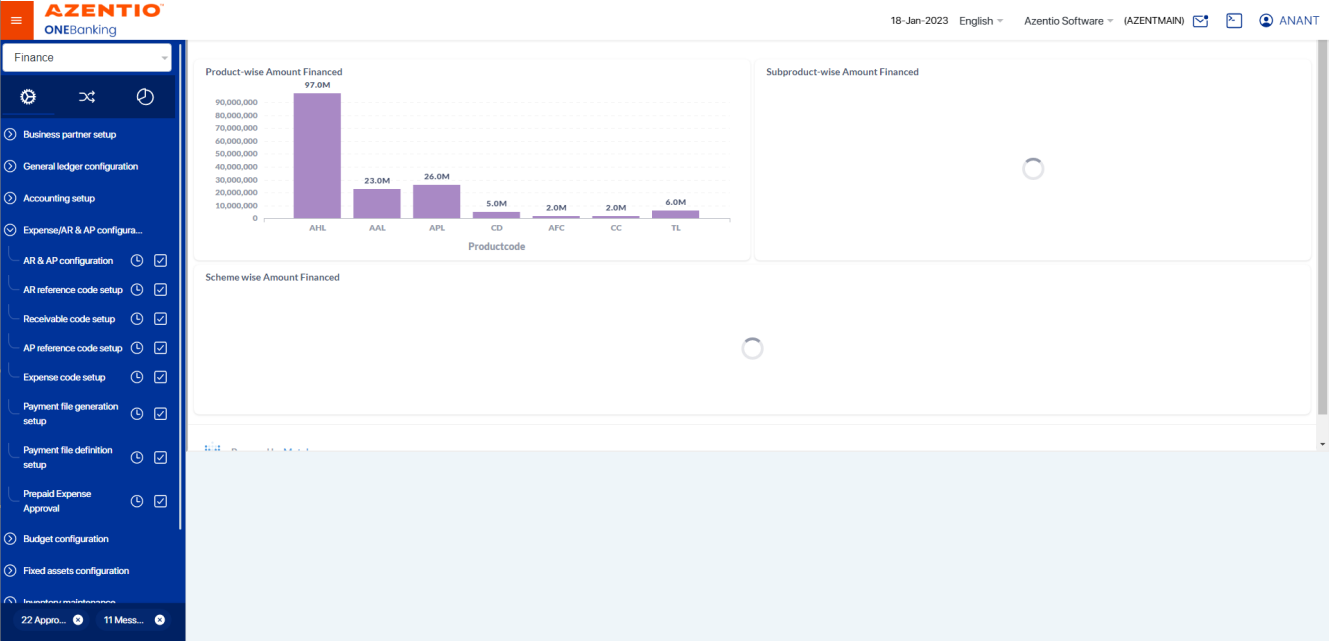 AZENTIO
ONEBanking
18-Jan-2023 English Azentio Software (AZENTMAIN) ANANT
Finance
Business partner setup
General ledger configuration
Accounting setup
Expense/AR & AP configura...
AR & AP configuration
AR reference code setup
Receivable code setup
AP reference code setup
Expense code setup
Payment file generation
setup
Payment file definition
setup
Prepaid Expense
Approval
Budget configuration
Fixed assets configuration
Inventory maintenance
22 Appro...
11 Mess...
Product-wise Amount Financed
97.0M
90,000,000
80,000,000
70,000,000
60,000,000
50,000,000
40,000,000
30,000,000
20,000,000
10,000,000
0
23.0M
26.0M
5.0M
2.0M
2.0M
6.0M
AHL AAL APL CD AFC CC TL
Productcode
Subproduct-wise Amount Financed
Scheme wise Amount Financed